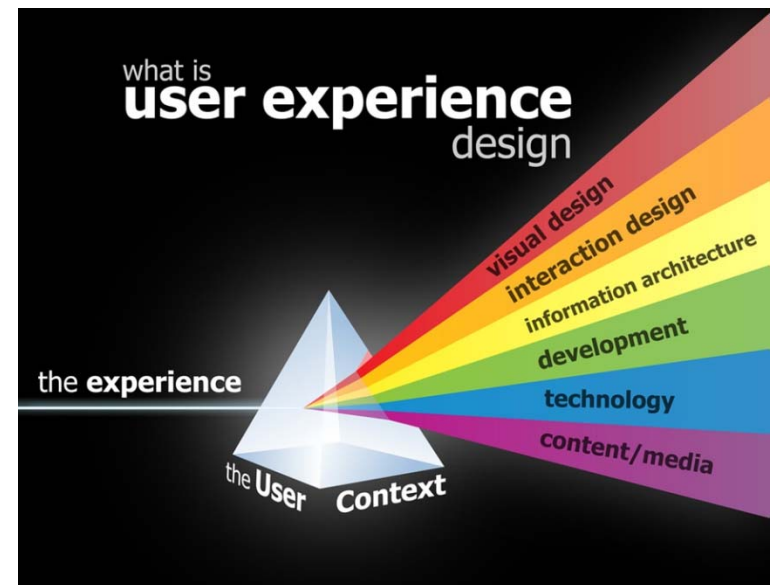 what is
user experience
design
visual design
interaction design
information architecture
development
technology
content/media
the experience
the User
Context